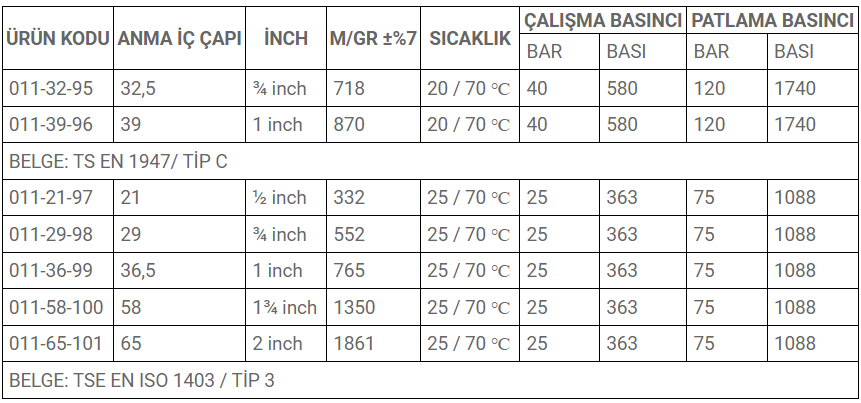 ÜRÜN KODU ANMA İÇ ÇAPI İNCH M/GR ±%7 SICAKLIK ÇALIŞMA BASINCI PATLAMA BASINCI
BAR BASI BAR BASI
011-32-95 32,5 ¾ inch 718 20 / 70 °C 40 580 120 1740
011-39-96 39 1 inch 870 20 / 70 °C 40 580 120 1740
BELGE: TS EN 1947/ TİP C
011-21-97 21 ½ inch 332 25 / 70 °C 25 363 75 1088
011-29-98 29 ¾ inch 552 25 / 70 °C 25 363 75 1088
011-36-99 36,5 1 inch 765 25 / 70 °C 25 363 75 1088
011-58-100 58 1¾ inch 1350 25 / 70 °C 25 363 75 1088
011-65-101 65 2 inch 1861 25 / 70 °C 25 363 75 1088
BELGE: TSE EN ISO 1403 / TİP 3